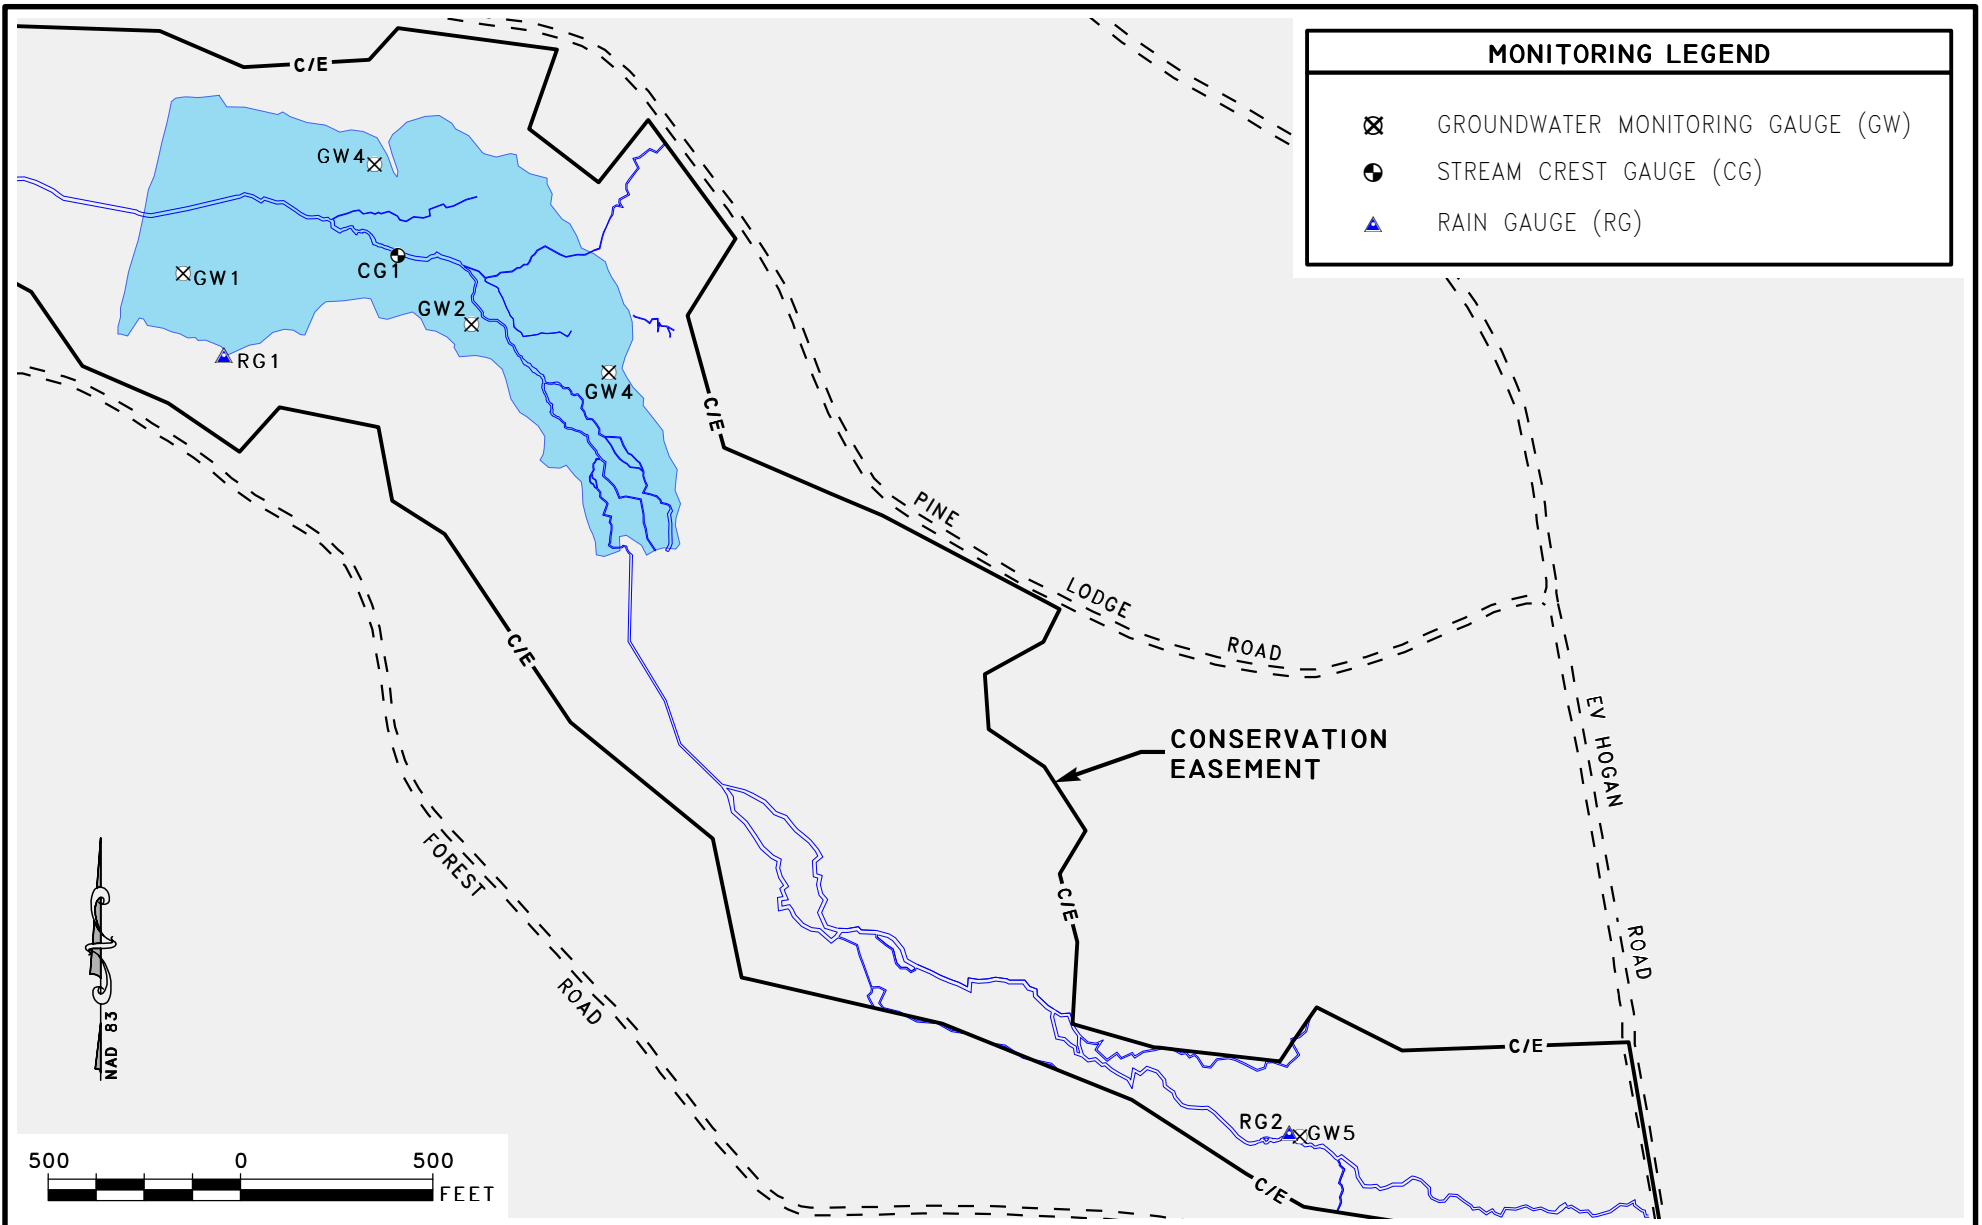 MONITORING LEGEND
GROUNDWATER MONITORING GAUGE (GW)
STREAM CREST GAUGE (CG)
RAIN GAUGE (RG)
C/E
GW4
GW1
CG1
GW2
RG1
GW4
C/E
PINE
LODGE
ROAD
C/E
EV HOGAN
ROAD
CONSERVATION
EASEMENT
FOREST
ROAD
C/E
C/E
RG2
GW5
C/E
NAD 83
500 0 500
FEET